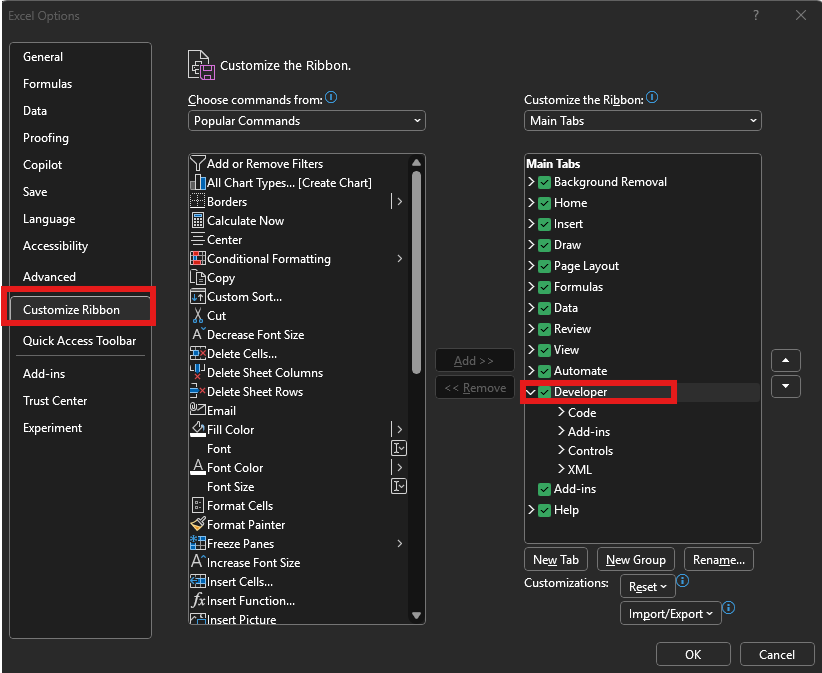 Excel Options
?
General
Formulas
Data
Proofing
Copilot
Save
Language
Accessibility
Advanced
Customize Ribbon
Quick Access Toolbar
Add-ins
Trust Center
Experiment
Customize the Ribbon.
Choose commands from:
Popular Commands
Add or Remove Filters
All Chart Types... [Create Chart]
Borders
Calculate Now
Center
Conditional Formatting
Copy
Custom Sort...
Cut
Decrease Font Size
Delete Cells...
Delete Sheet Columns
Delete Sheet Rows
Email
Fill Color
Font
Font Color
Font Size
Format Cells
Format Painter
Freeze Panes
Increase Font Size
Insert Cells...
Insert Function...
Insert Picture
Add >>
<< Remove
Customize the Ribbon:
Main Tabs
Main Tabs
Background Removal
Home
Insert
Draw
Page Layout
Formulas
Data
Review
View
Automate
Developer
Code
Add-ins
Controls
XML
Add-ins
Help
New Tab New Group Rename...
Customizations: Reset
Import/Export
OK Cancel